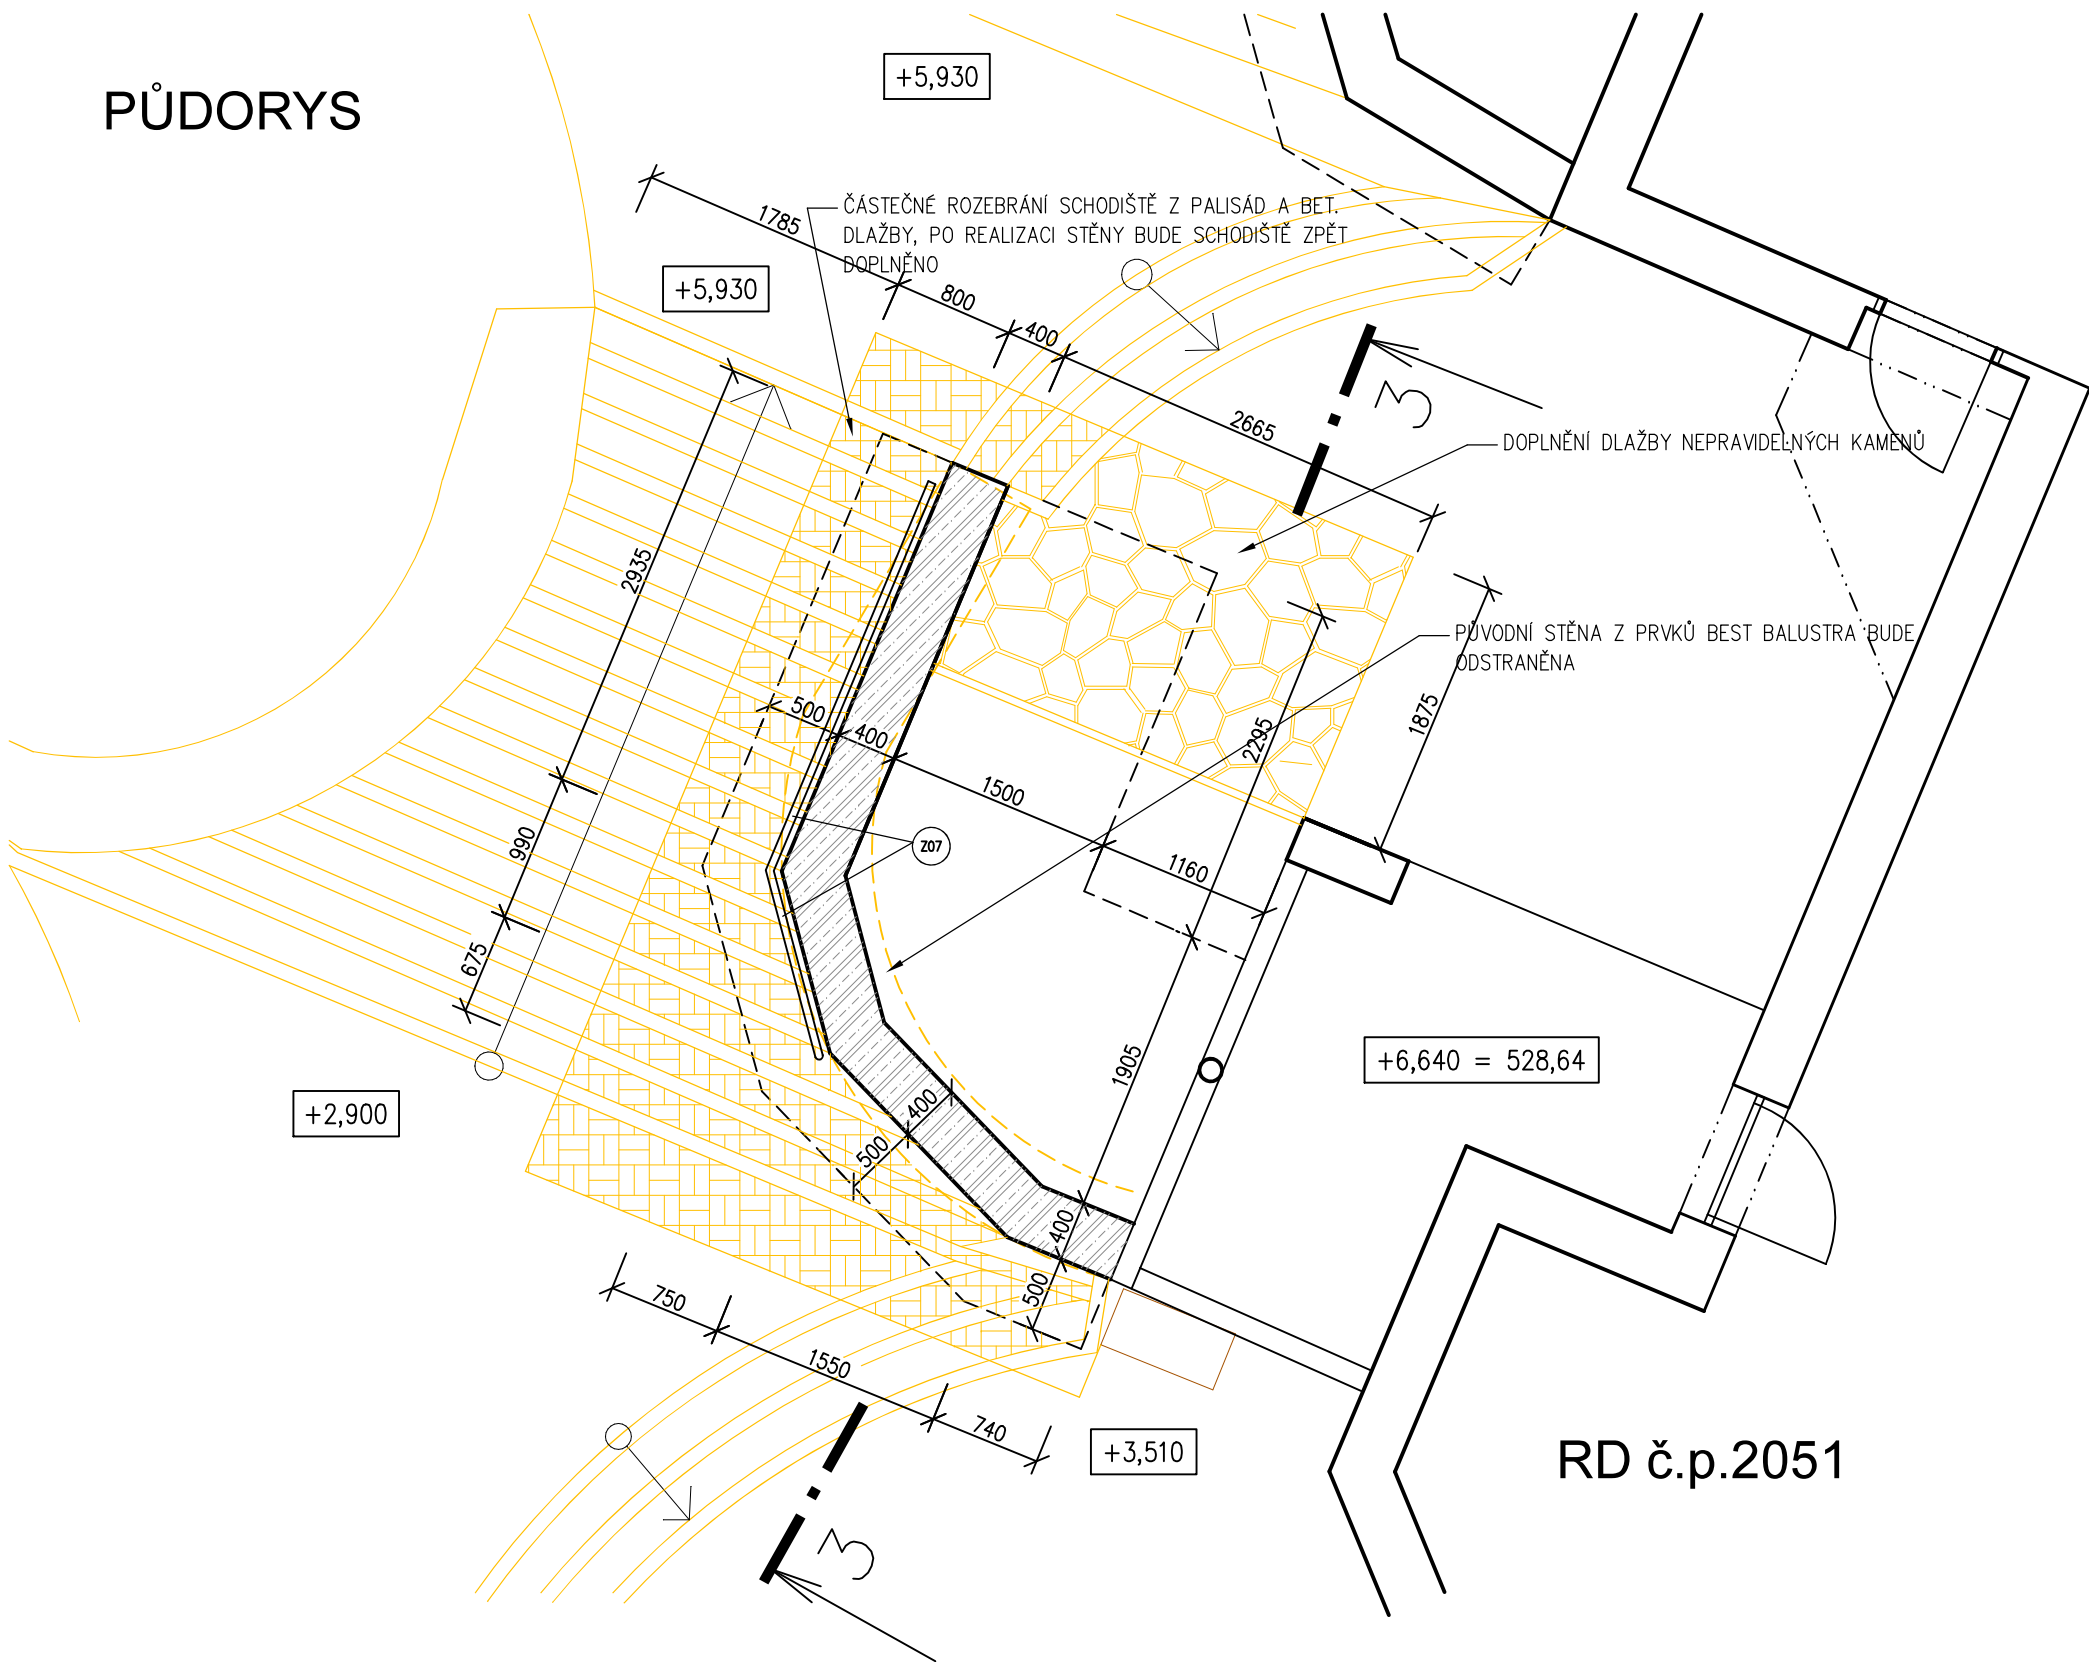 PŮDORYS
+5,930
ČÁSTEČNÉ ROZEBRÁNÍ SCHODIŠTĚ Z PALISÁD A BET.
DLAŽBY, PO REALIZACI STĚNY BUDE SCHODIŠTĚ ZPĚT
DOPLNĚNO
1785
+5,930
800
400
3
2665
DOPLNĚNÍ DLAŽBY NEPRAVIDELNÝCH KAMENŮ
2935
PŮVODNÍ STĚNA Z PRVKŮ BEST BALUSTRA BUDE
ODSTRANĚNA
500
400
2295
1875
1500
990
Z07
1160
675
1905
+6,640 = 528,64
+2,900
400
500
400
500
750
1550
740
+3,510
RD č.p.2051
3